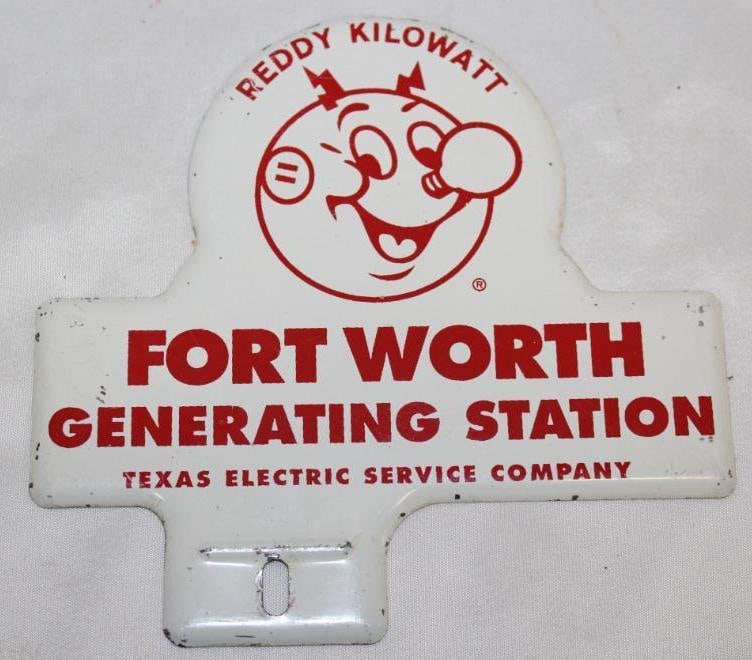 REDDY KILOWATT
®
FORT WORTH
GENERATING STATION
TEXAS ELECTRIC SERVICE COMPANY